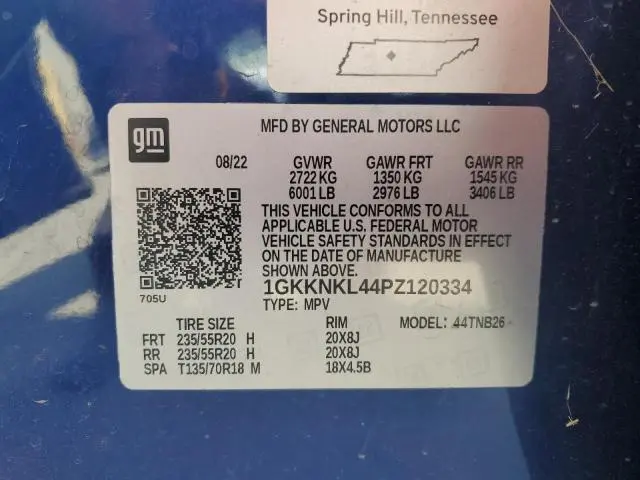 Spring Hill, Tennessee
gm
MFD BY GENERAL MOTORS LLC
08/22 GVWR GAWR FRT GAWR RR
2722 KG 1350 KG 1545 KG
6001 LB 2976 LB 3406 LB
THIS VEHICLE CONFORMS TO ALL
APPLICABLE U.S. FEDERAL MOTOR
VEHICLE SAFETY STANDARDS IN EFFECT
ON THE DATE OF MANUFACTURE
SHOWN ABOVE.
1GKKNKL44PZ120334
705U
TYPE: MPV
TIRE SIZE RIM MODEL: 44TNB26
FRT 235/55R20 H 20X8J
RR 235/55R20 H 20X8J
SPA T135/70R18 M 18X4.5B